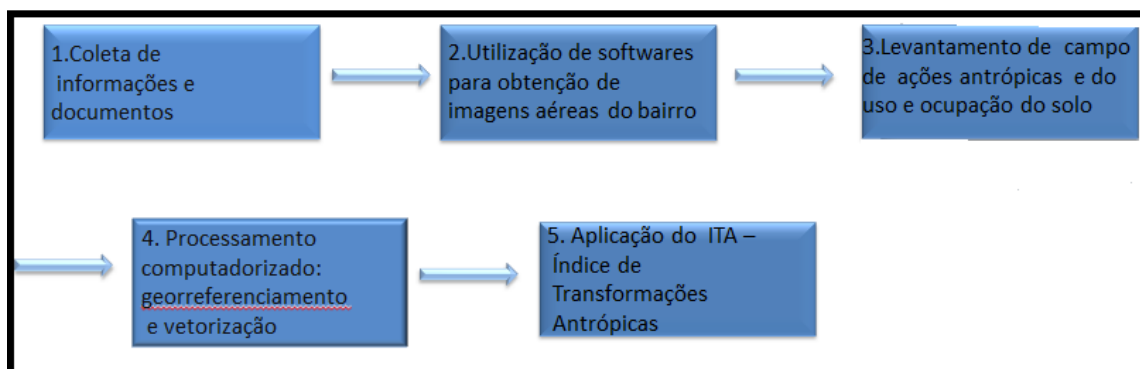 1.Coleta de
informações e
documentos
2.Utilização de softwares
para obtenção de
imagens aéreas do bairro
3.Levantamento de campo
de ações antrópicas e do
uso e ocupação do solo
4. Processamento
computadorizado:
georreferenciamento
e vetorização
5. Aplicação do ITA –
Índice de
Transformações
Antrópicas